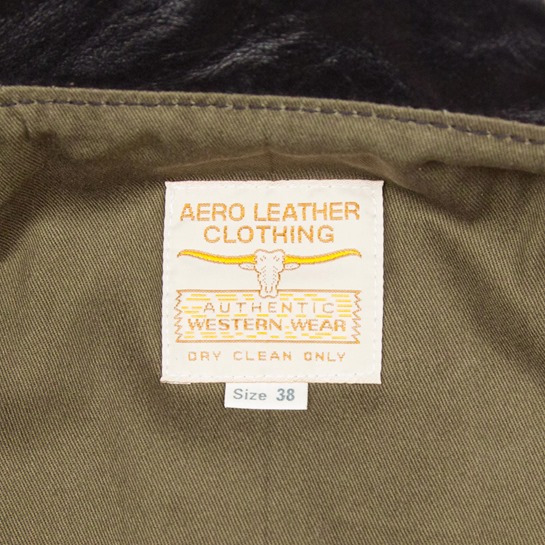 AERO LEATHER
CLOTHING
AUTHENTIC
WESTERN WEAR
DRY CLEAN ONLY
Size 38